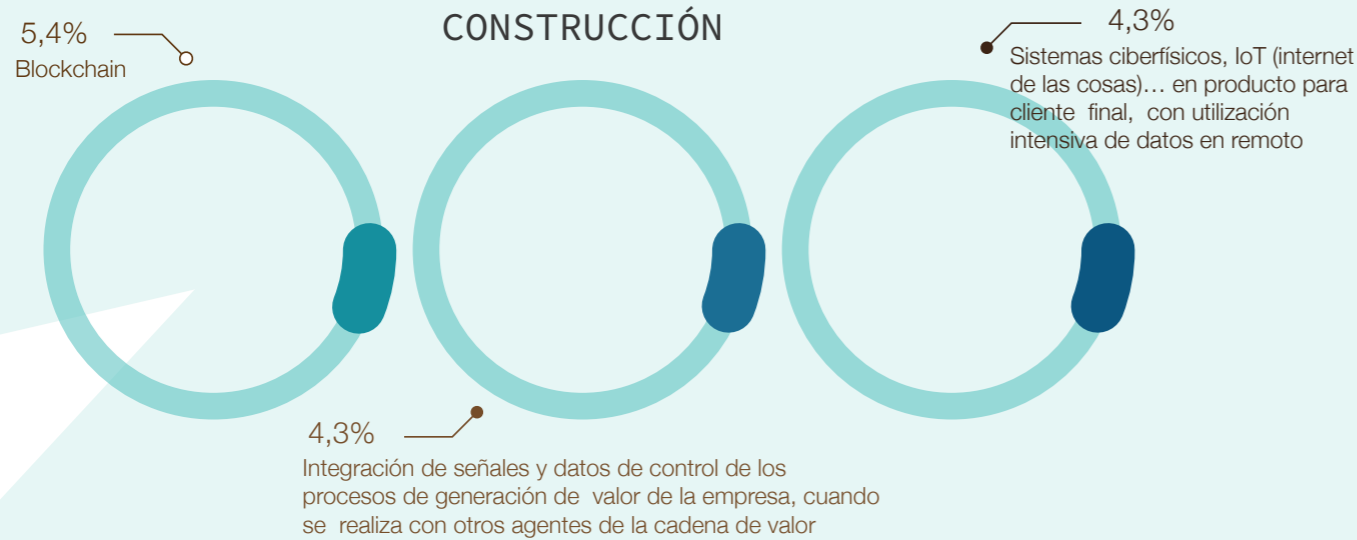 CONSTRUCCIÓN
5,4%
Blockchain
4,3%
Sistemas ciberfísicos, IoT (internet
de las cosas)... en producto para
cliente final, con utilización
intensiva de datos en remoto
4,3%
Integración de señales y datos de control de los
procesos de generación de valor de la empresa, cuando
se realiza con otros agentes de la cadena de valor